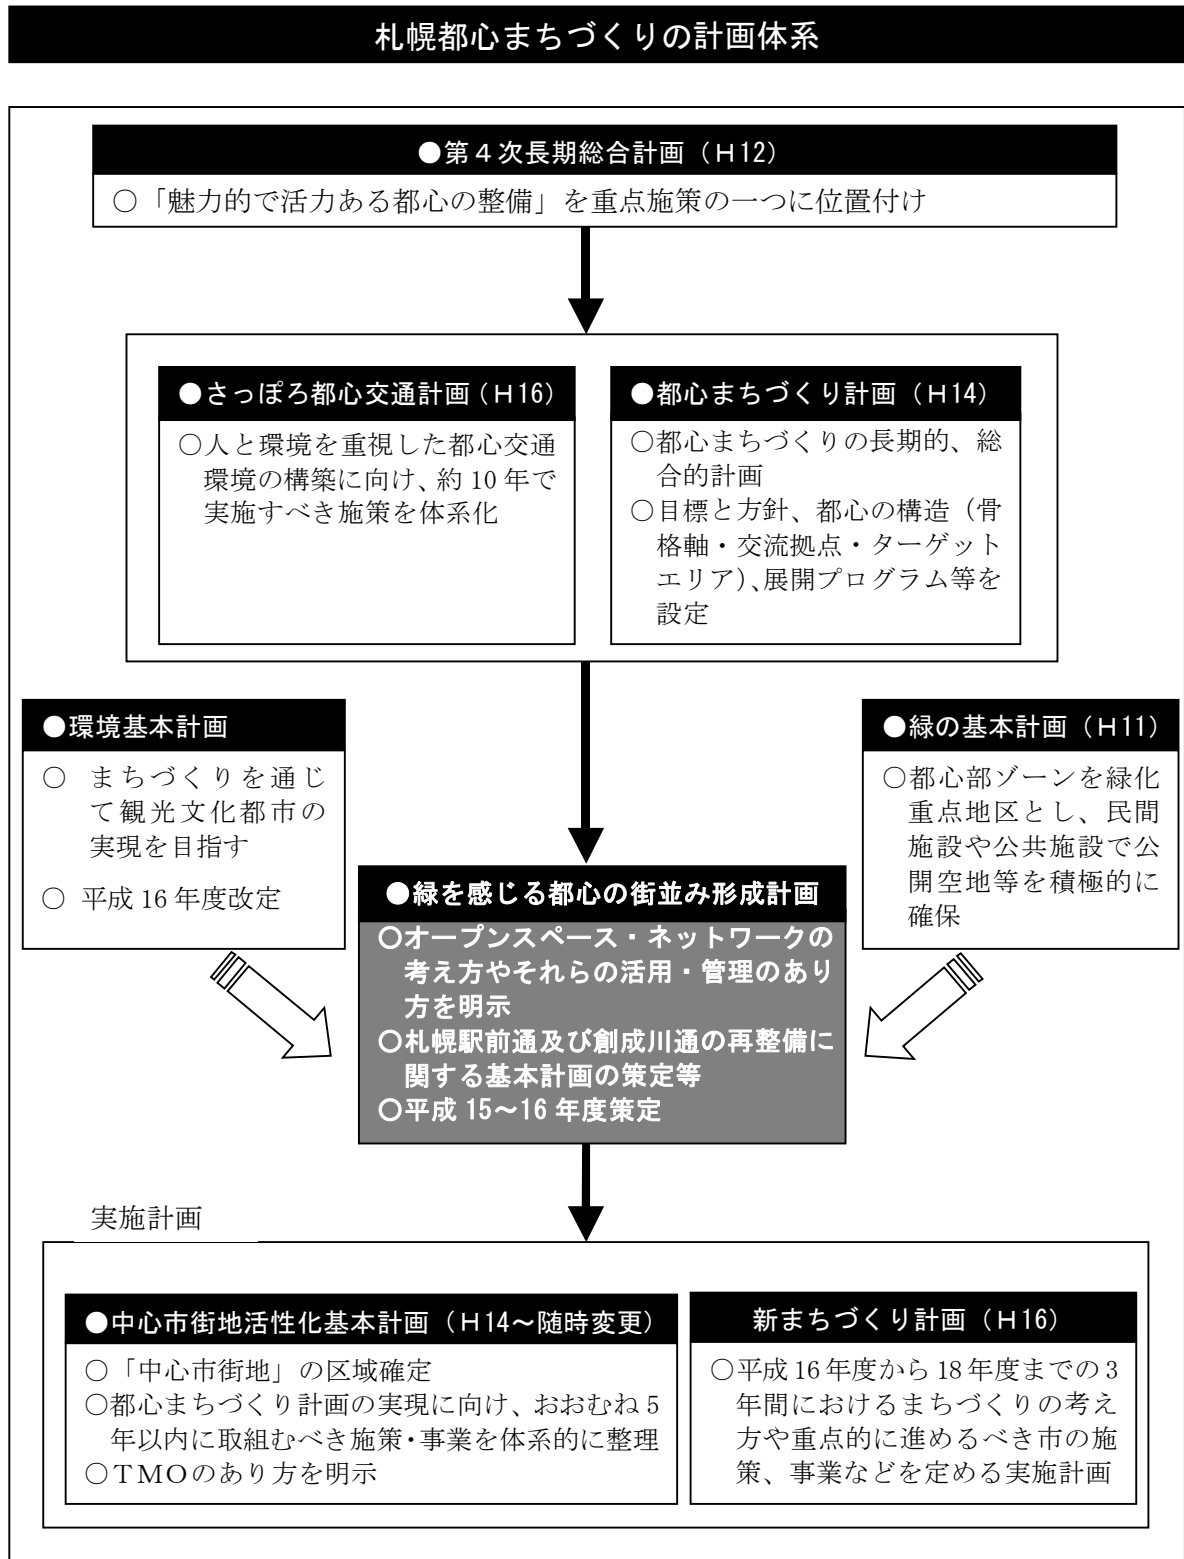 札幌都心まちづくりの計画体系
●第４次長期総合計画（Ｈ12）
○「魅力的で活力ある都心の整備」を重点施策の一つに位置付け
●さっぽろ都心交通計画（Ｈ16）
○人と環境を重視した都心交通
環境の構築に向け、約 10 年で
実施すべき施策を体系化
●都心まちづくり計画（Ｈ14）
○都心まちづくりの長期的、総
合的計画
○目標と方針、都心の構造（骨
格軸・交流拠点・ターゲット
エリア）、展開プログラム等を
設定
●環境基本計画
○ まちづくりを通じ
て観光文化都市の
実現を目指す
○ 平成 16 年度改定
●緑の基本計画（Ｈ11）
○都心部ゾーンを緑化
重点地区とし、民間
施設や公共施設で公
開空地等を積極的に
確保
●緑を感じる都心の街並み形成計画
○オープンスペース・ネットワークの
考え方やそれらの活用・管理のあり
方を明示
○札幌駅前通及び創成川通の再整備に
関する基本計画の策定等
○平成 15～16 年度策定
実施計画
●中心市街地活性化基本計画（Ｈ14～随時変更）
○「中心市街地」の区域確定
○都心まちづくり計画の実現に向け、おおむね 5
年以内に取組むべき施策・事業を体系的に整理
○ＴＭＯのあり方を明示
新まちづくり計画（Ｈ16）
○平成 16 年度から 18 年度までの 3
年間におけるまちづくりの考え
方や重点的に進めるべき市の施
策、事業などを定める実施計画